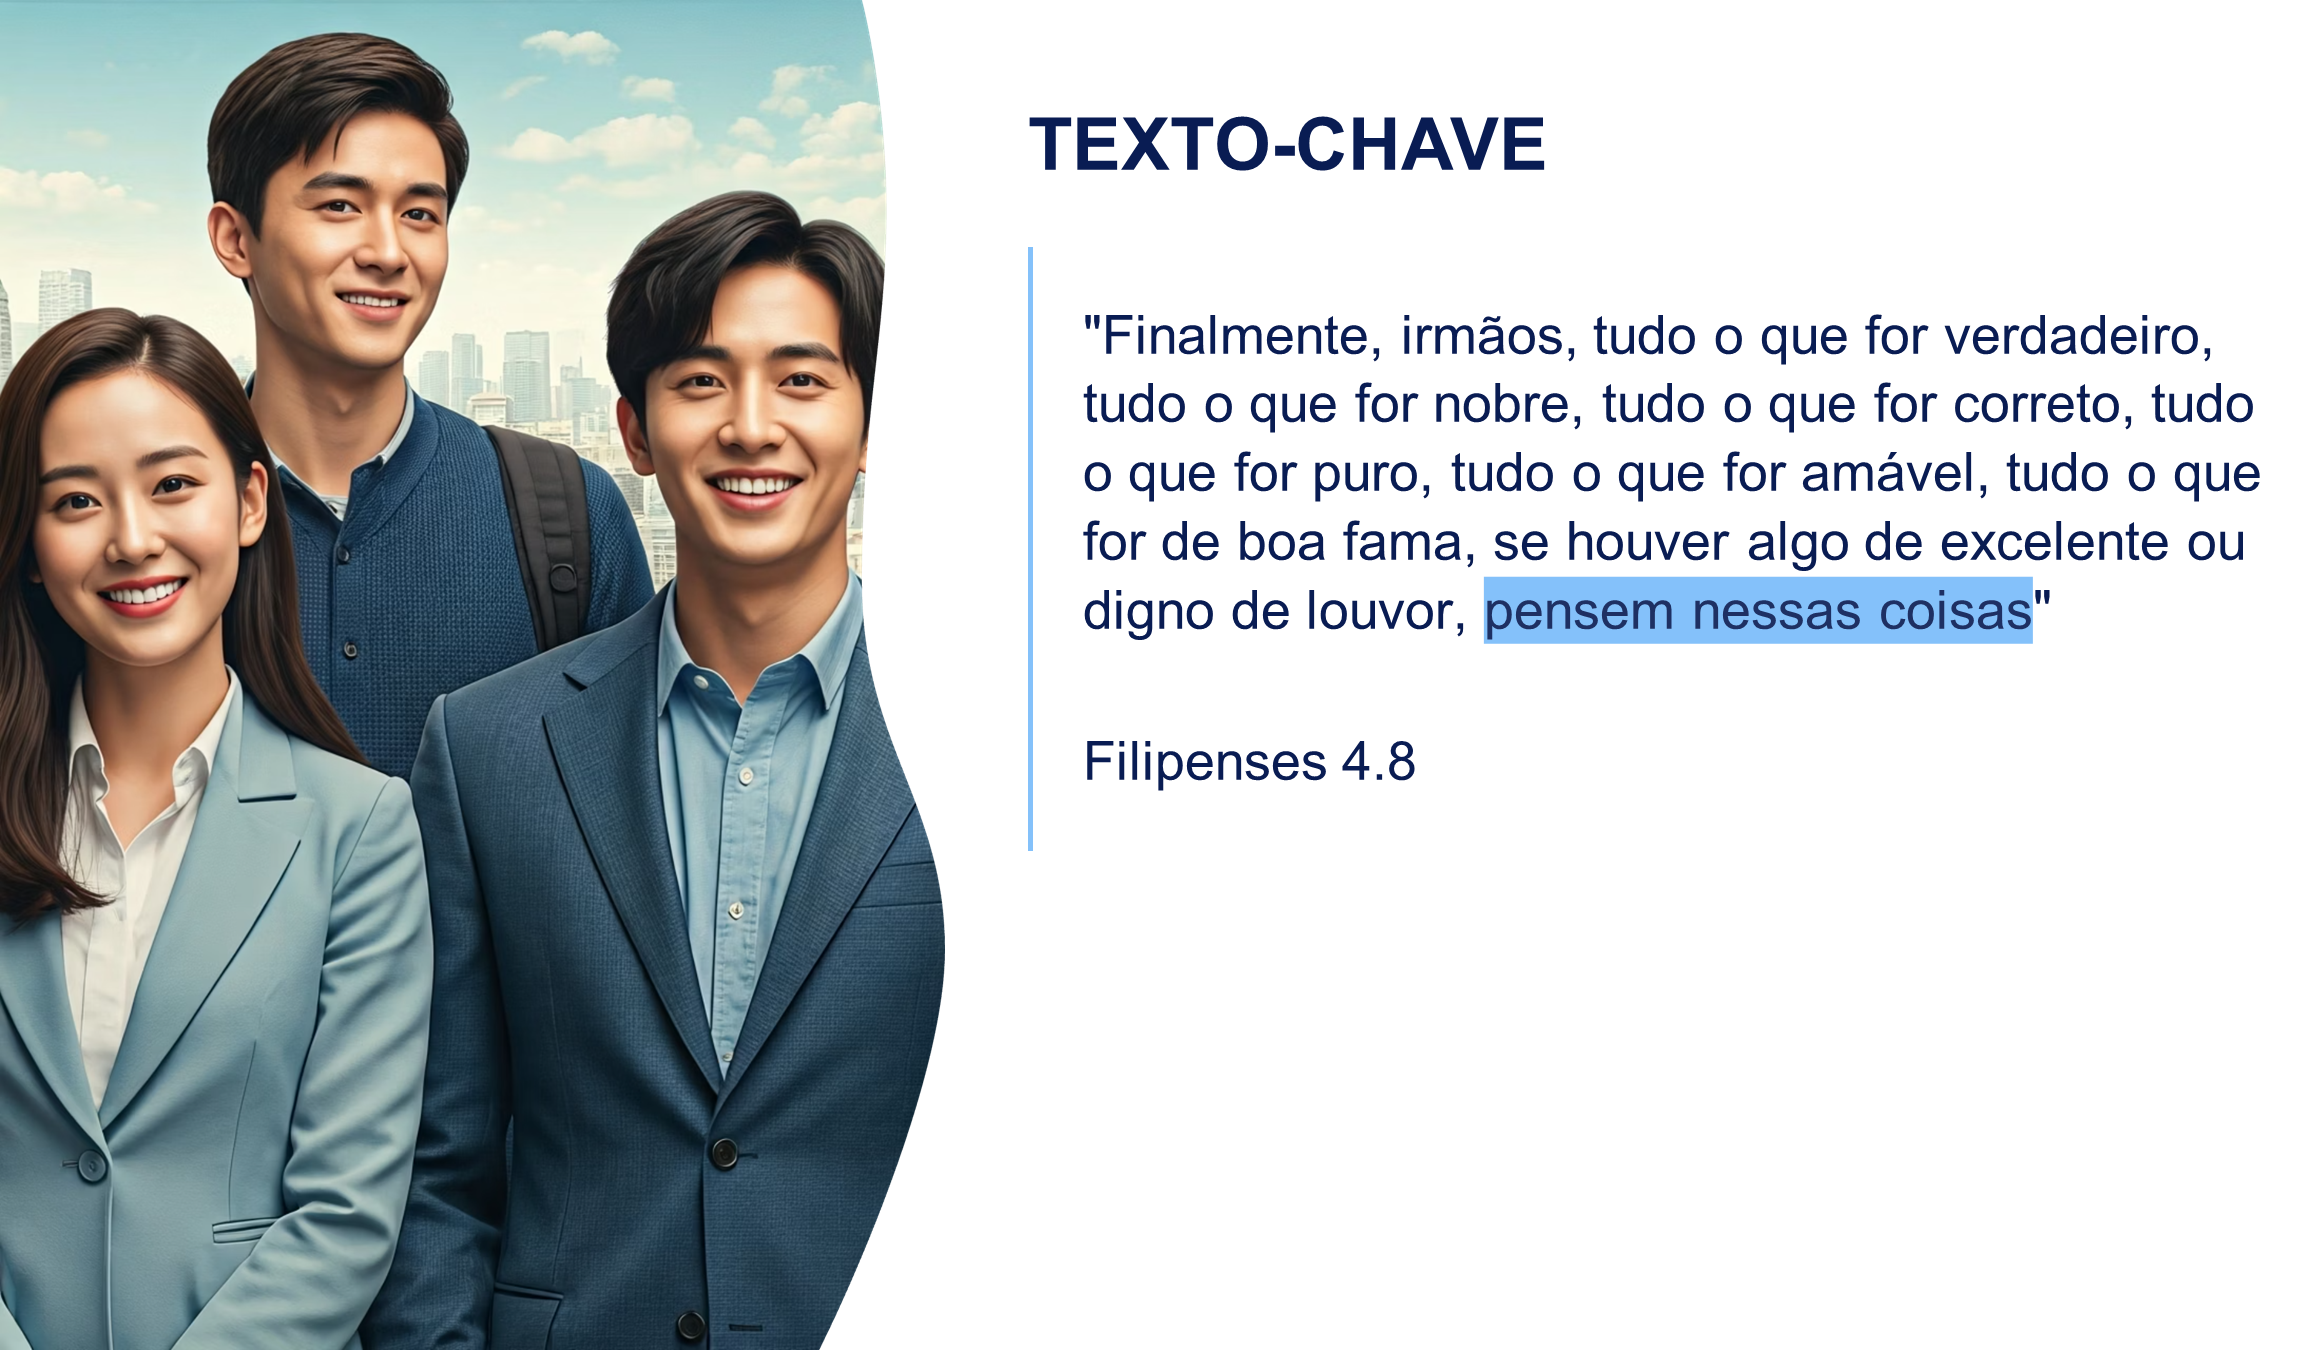 TEXTO-CHAVE
"Finalmente, irmãos, tudo o que for verdadeiro,
tudo o que for nobre, tudo o que for correto, tudo
o que for puro, tudo o que for amável, tudo o que
for de boa fama, se houver algo de excelente ou
digno de louvor, pensem nessas coisas"
Filipenses 4.8